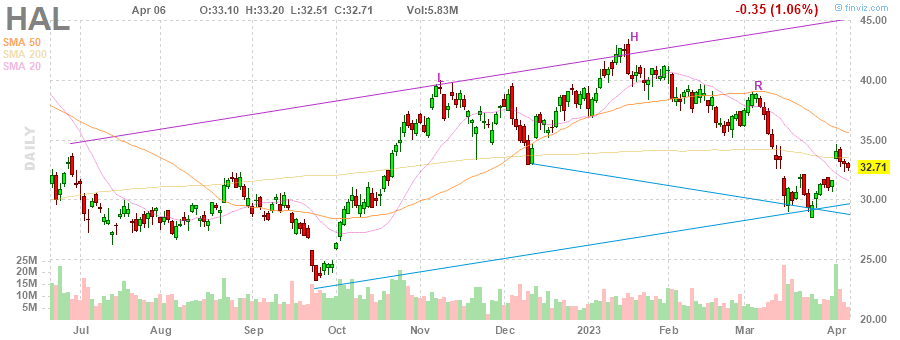 HAL
Apr 06 O:33.10 H:33.20 L:32.51 C:32.71 Vol:5.83M -0.35 (1.06%) © finviz.com
SMA 50
SMA 200
SMA 20
DAILY
L
H
R
45.00
40.00
35.00
32.71
30.00
25.00
20.00
25M
20M
15M
10M
5M
Jul Aug Sep Oct Nov Dec 2023 Feb Mar Apr